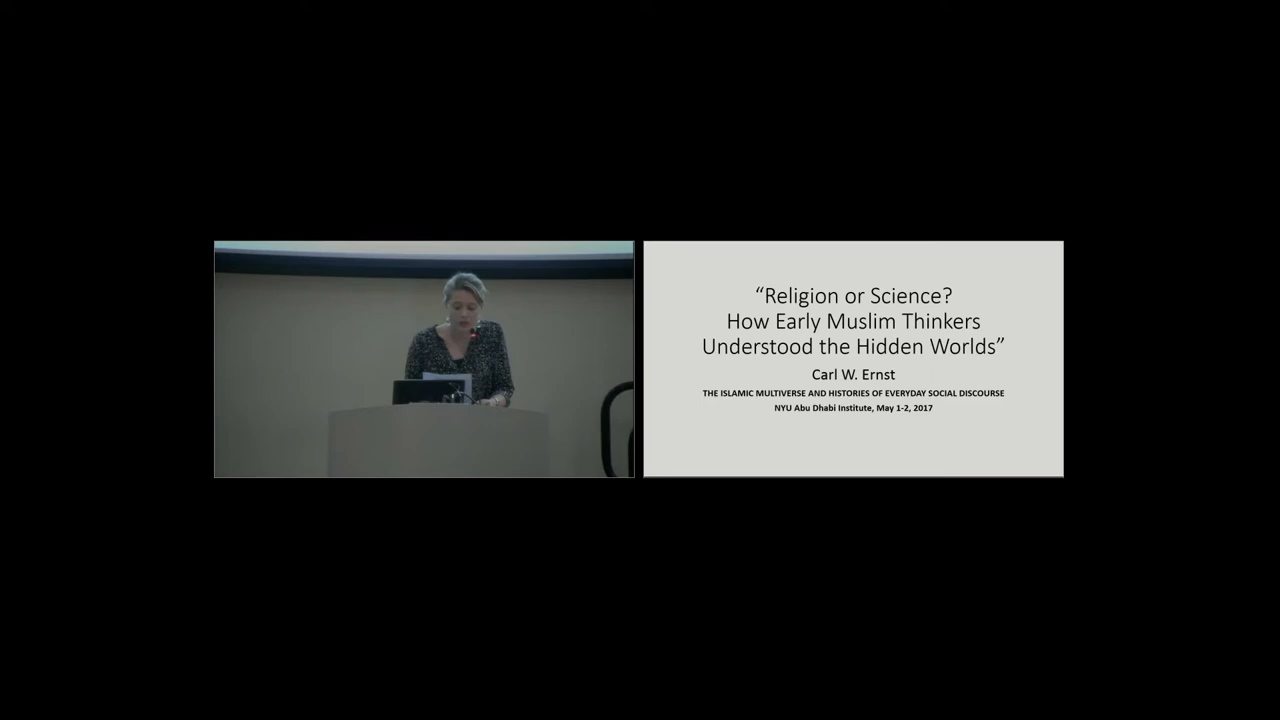 “Religion or Science?
How Early Muslim Thinkers
Understood the Hidden Worlds”
Carl W. Ernst
THE ISLAMIC MULTIVERSE AND HISTORIES OF EVERYDAY SOCIAL DISCOURSE
NYU Abu Dhabi Institute, May 1-2, 2017